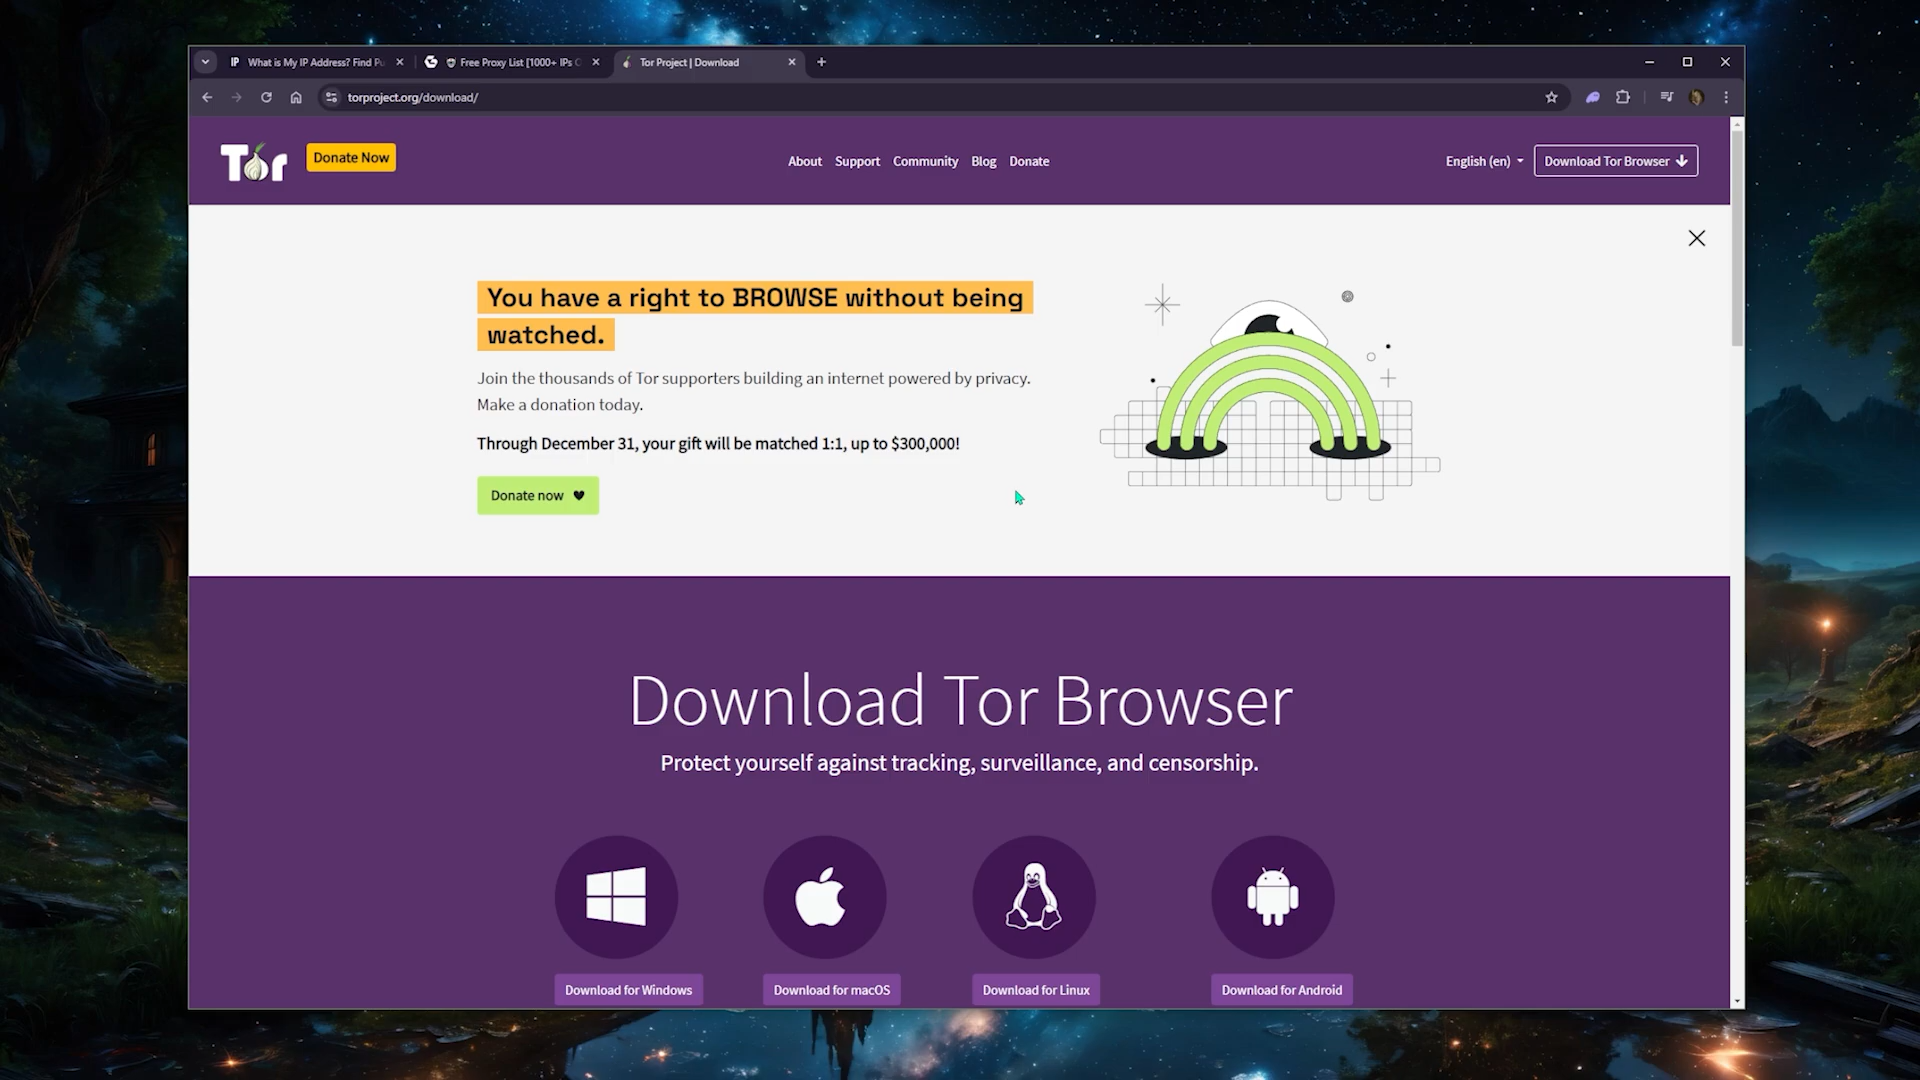 IP What is My IP Address? Find Pu
Free Proxy List [1000+ IPs O
Tor Project | Download
torproject.org/download/
Tor
Donate Now
About Support Community Blog Donate
English (en)
Download Tor Browser
You have a right to BROWSE without being
watched.
Join the thousands of Tor supporters building an internet powered by privacy.
Make a donation today.
Through December 31, your gift will be matched 1:1, up to $300,000!
Donate now
Download Tor Browser
Protect yourself against tracking, surveillance, and censorship.
Download for Windows
Download for macOS
Download for Linux
Download for Android